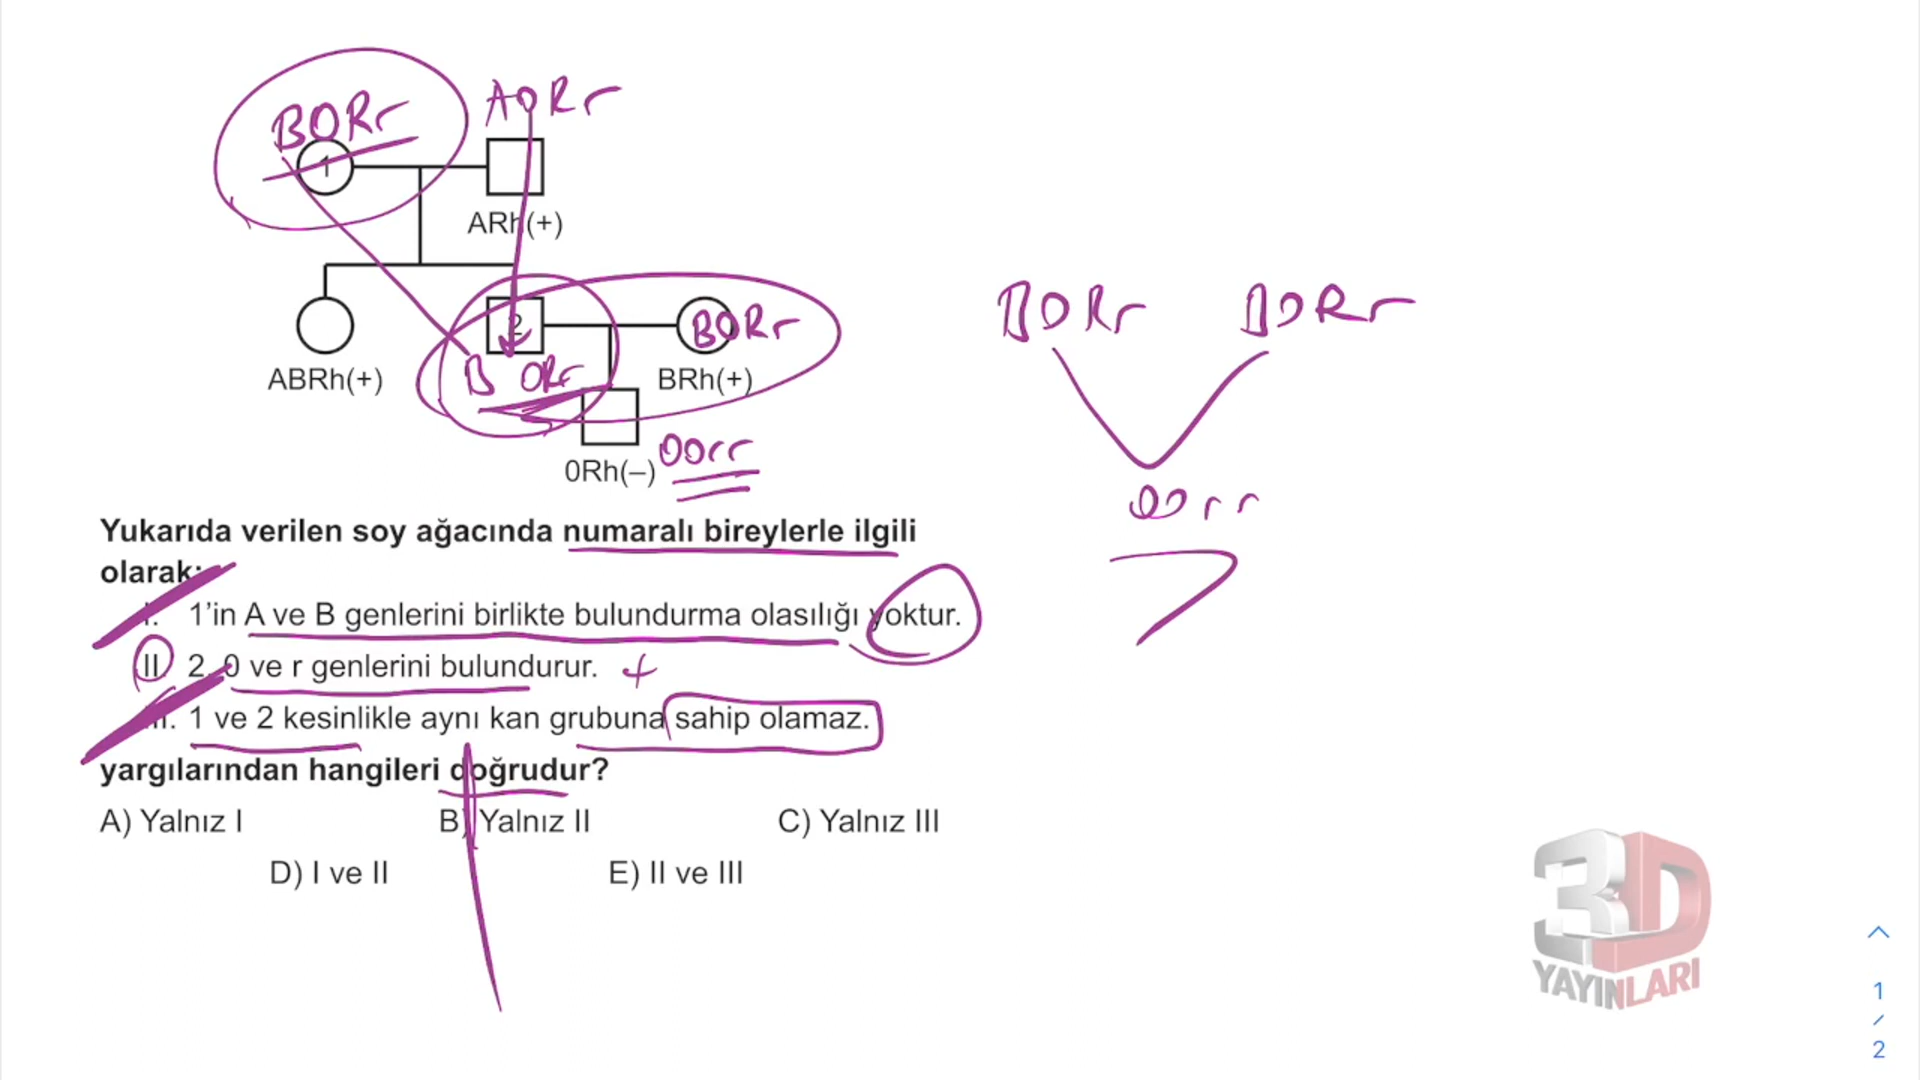 BORr
AORr
1
ARh(+)
2
BORr
B ORr
ABRh(+)
BRh(+)
0Rh(–)
OOrr
BORr BORr
OOrr
Yukarıda verilen soy ağacında numaralı bireylerle ilgili
olarak;
I. 1’in A ve B genlerini birlikte bulundurma olasılığı yoktur.
II. 2, 0 ve r genlerini bulundurur. +
III. 1 ve 2 kesinlikle aynı kan grubuna sahip olamaz.
yargılarından hangileri doğrudur?
A) Yalnız I B) Yalnız II C) Yalnız III
D) I ve II E) II ve III
3D
YAYINLARI
1
/
2